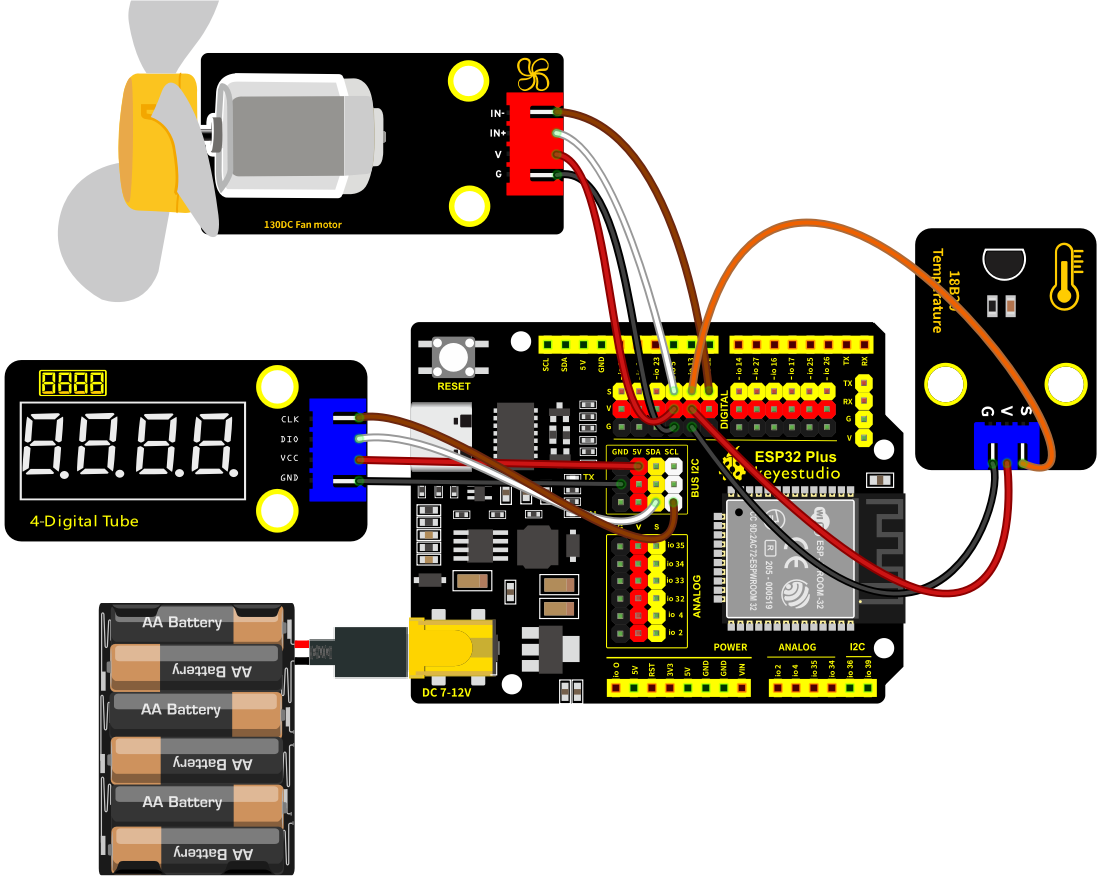 IN-
IN+
V
G
130DC Fan motor
18B20
Temperature
G
V
S
RESET
SCL
SDA
5V
GND
io 23
io 13
io 14
io 27
io 16
io 17
io 25
io 26
TX
RX
S
V
G
DIGITAL
TX
RX
G
V
CLK
DIO
VCC
GND
4-Digital Tube
GND 5V SDA SCL
BUS I2C
TX
ESP32 Plus
keyestudio
V S
io 35
io 34
io 33
io 32
io 4
io 2
ANALOG
205 - 000519
AA Battery
AA Battery
AA Battery
AA Battery
AA Battery
AA Battery
DC 7-12V
POWER
ANALOG
I2C
io 0
5V
RST
3V3
5V
GND
GND
VIN
io 2
io 4
io 35
io 34
io 36
io 39